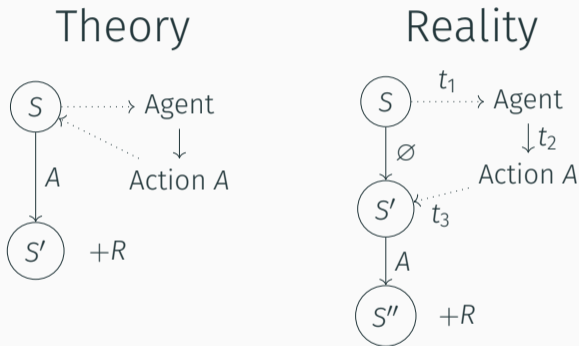 Theory
S
Agent
A
Action A
S′
+R
Reality
S
t₁
Agent
t₂
∅
Action A
S′
t₃
A
S″
+R